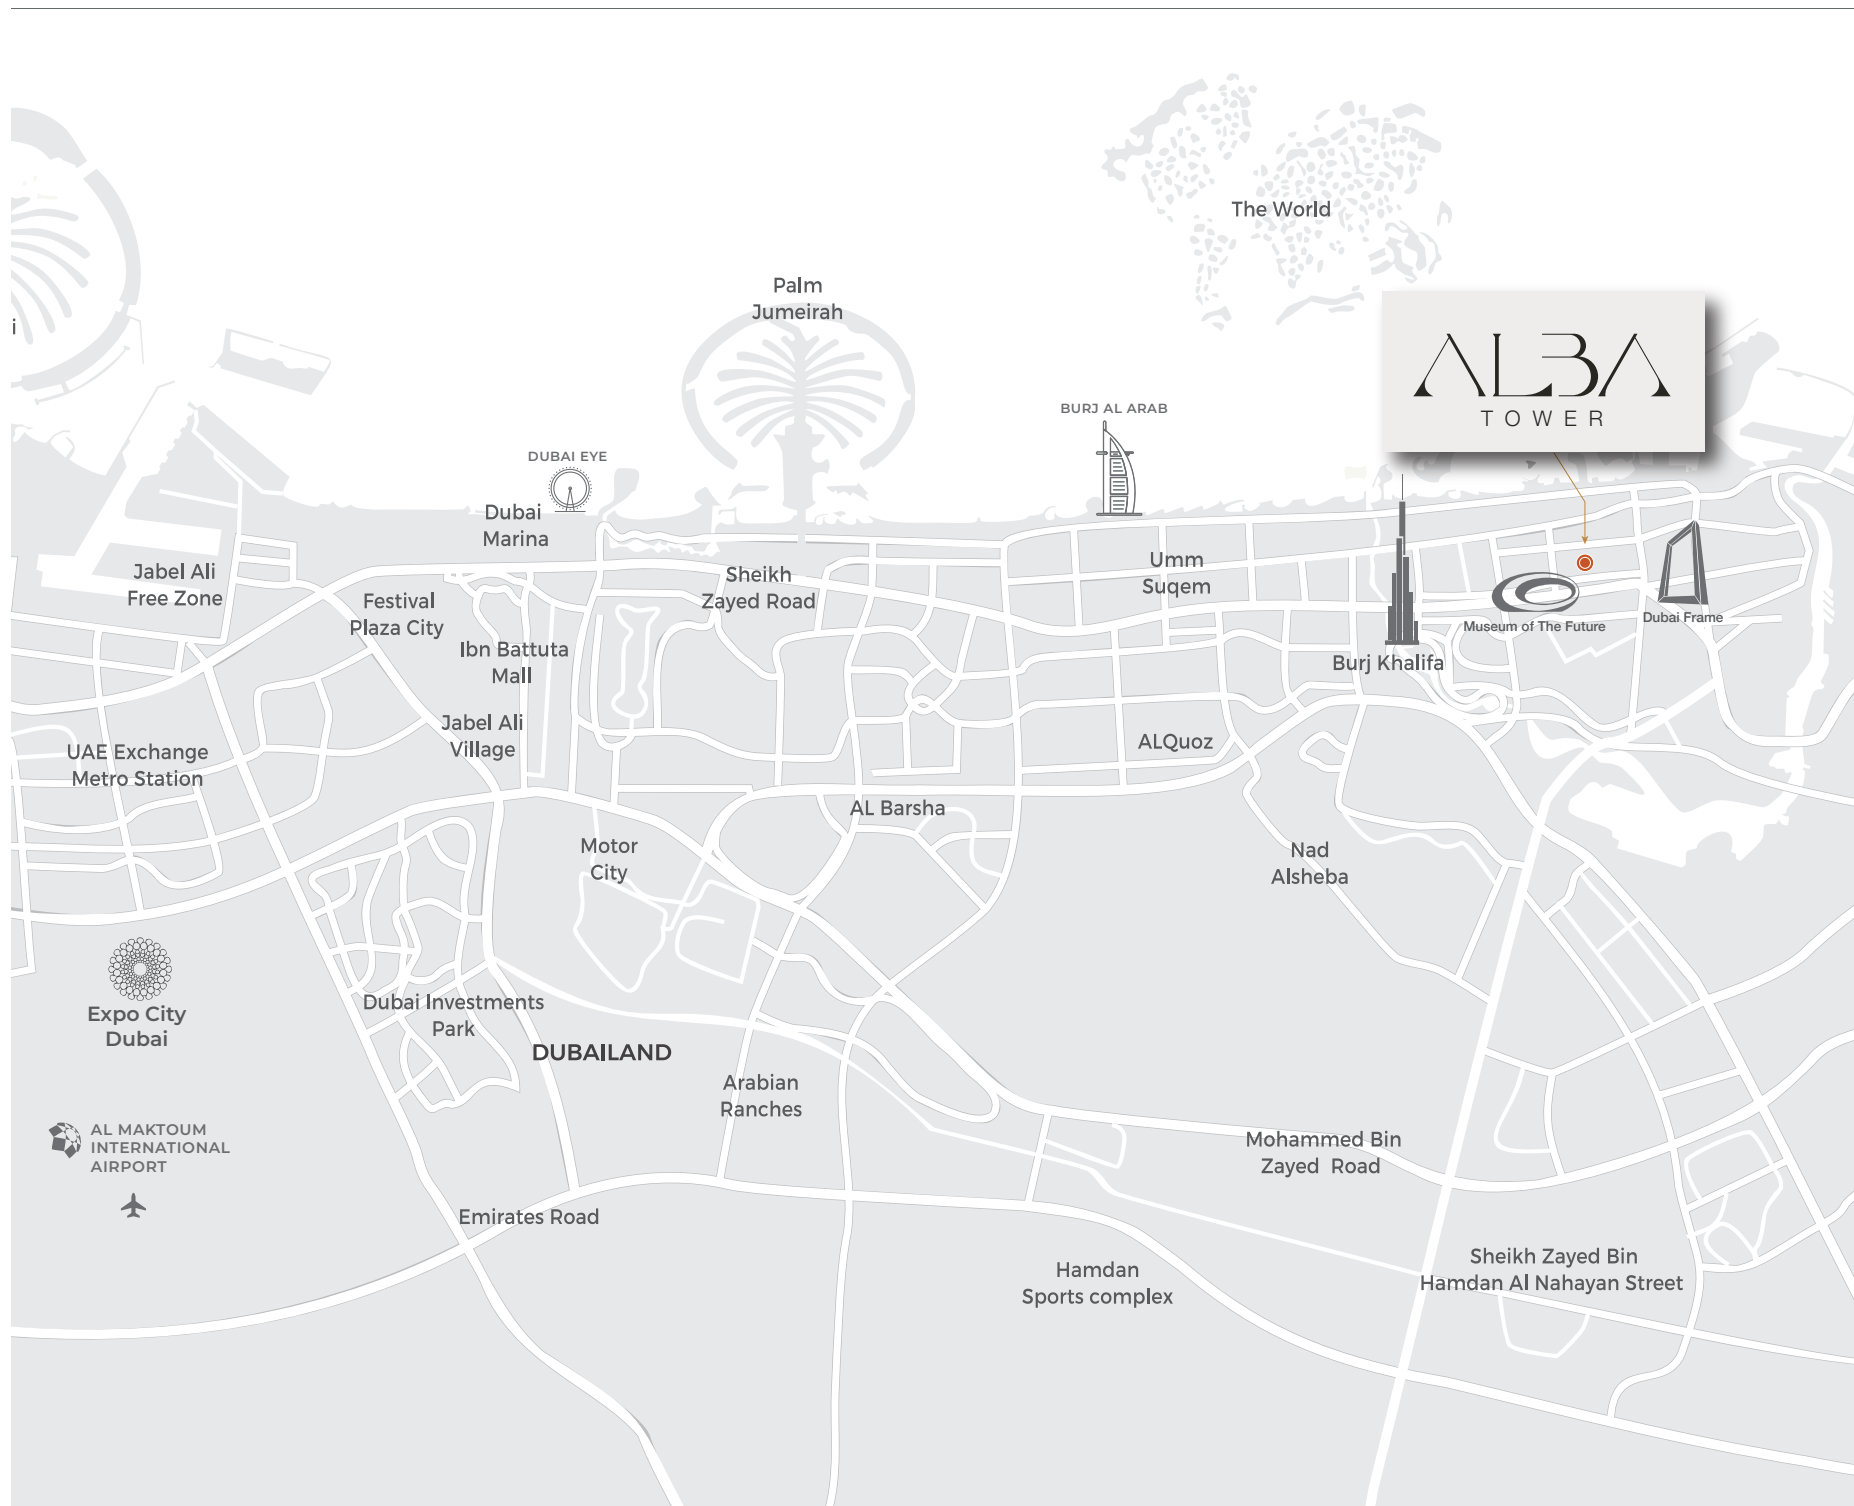 The World
Palm
Jumeirah
i
ALBA
TOWER
BURJ AL ARAB
DUBAI EYE
Dubai
Marina
Jabel Ali
Free Zone
Festival
Plaza City
Sheikh
Zayed Road
Umm
Suqem
Museum of The Future
Dubai Frame
Ibn Battuta
Mall
Burj Khalifa
Jabel Ali
Village
UAE Exchange
Metro Station
ALQuoz
AL Barsha
Motor
City
Nad
Alsheba
Expo City
Dubai
Dubai Investments
Park
DUBAILAND
Arabian
Ranches
AL MAKTOUM
INTERNATIONAL
AIRPORT
Mohammed Bin
Zayed  Road
Emirates Road
Hamdan
Sports complex
Sheikh Zayed Bin
Hamdan Al Nahayan Street